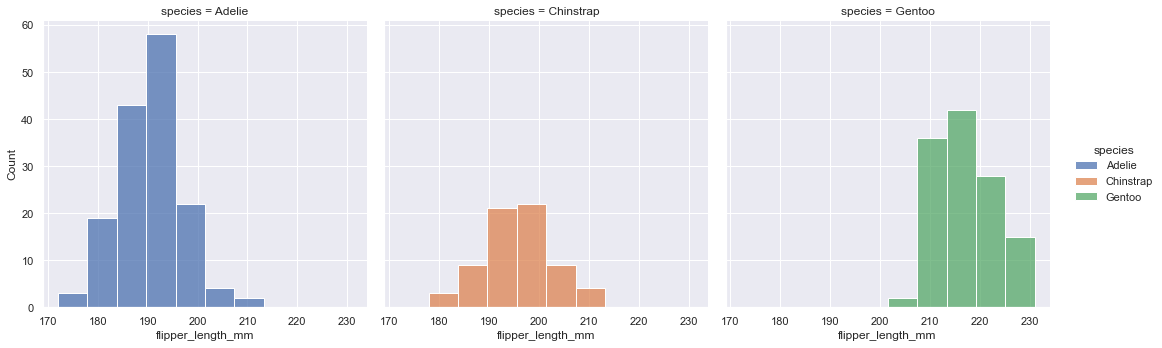 species = Adelie
species = Chinstrap
species = Gentoo
60
50
40
30
20
10
0
Count
170 180 190 200 210 220 230
170 180 190 200 210 220 230
170 180 190 200 210 220 230
flipper_length_mm
flipper_length_mm
flipper_length_mm
species
Adelie
Chinstrap
Gentoo